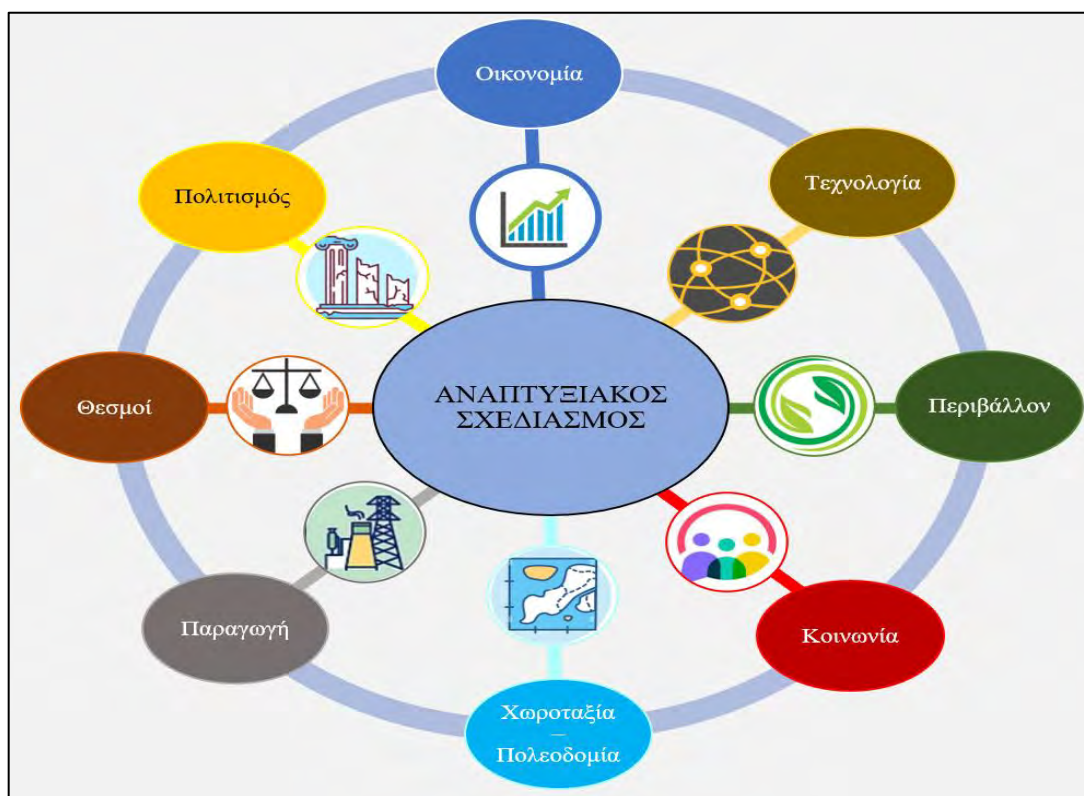 Οικονομία
Τεχνολογία
Πολιτισμός
Περιβάλλον
ΑΝΑΠΤΥΞΙΑΚΟΣ
ΣΧΕΔΙΑΣΜΟΣ
Θεσμοί
Κοινωνία
Παραγωγή
Χωροταξία
–
Πολεοδομία